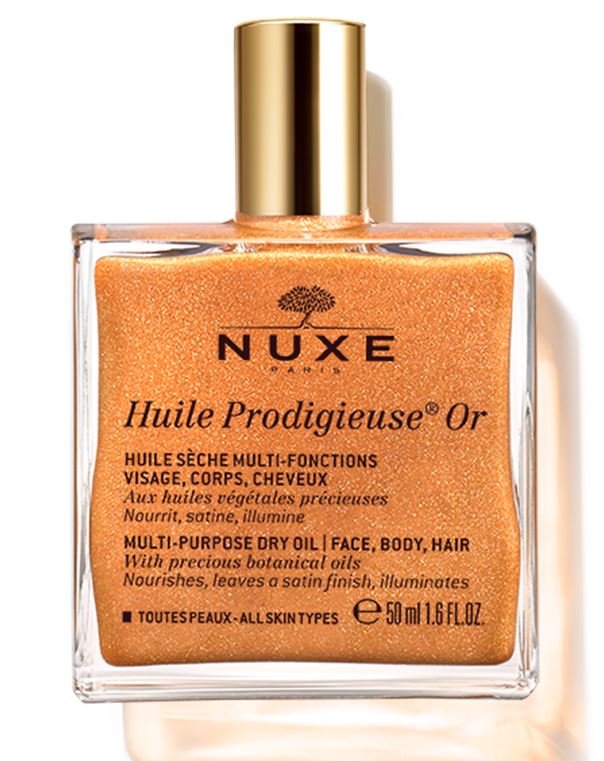 NUXE
PARIS
Huile Prodigieuse® Or
HUILE SÈCHE MULTI-FONCTIONS
VISAGE, CORPS, CHEVEUX
Aux huiles végétales précieuses
Nourrit, satine, illumine
MULTI-PURPOSE DRY OIL | FACE, BODY, HAIR
With precious botanical oils
Nourishes, leaves a satin finish, illuminates
■ TOUTES PEAUX-ALL SKIN TYPES ℮ 50 ml 1.6 FL.OZ.